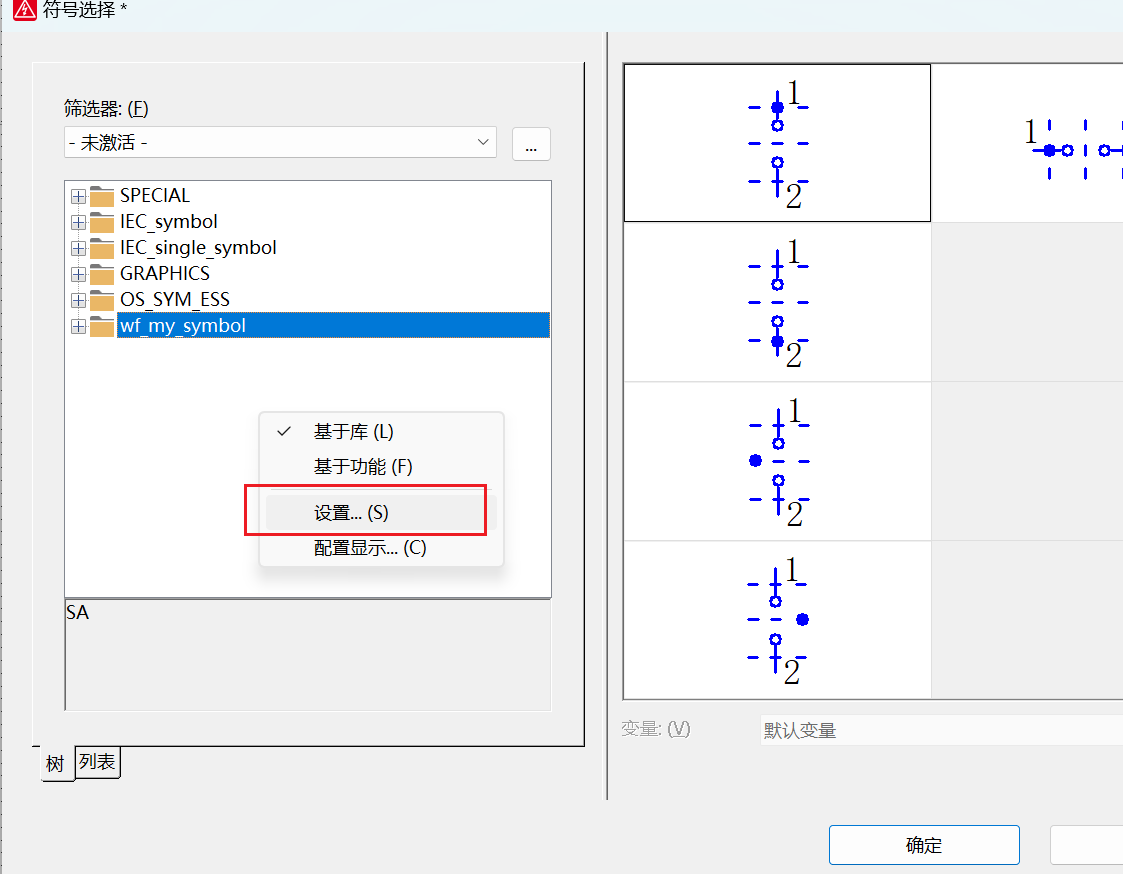 符号选择 *
筛选器: (F)
- 未激活 -
...
SPECIAL
IEC_symbol
IEC_single_symbol
GRAPHICS
OS_SYM_ESS
wf_my_symbol
基于库 (L)
基于功能 (F)
设置... (S)
配置显示... (C)
SA
树
列表
1
2
1
1
2
1
2
1
2
变量: (V)
默认变量
确定